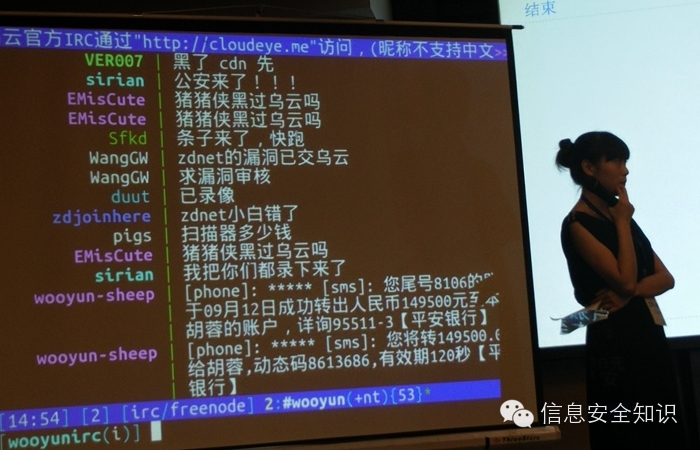 结束
云官方IRC通过"http://cloudeye.me"访问，(昵称不支持中文>>
VER007 | 黑了 cdn 先
sirian | 公安来了！！！
EMisCute | 猪猪侠黑过乌云吗
EMisCute | 猪猪侠黑过乌云吗
Sfkd | 条子来了，快跑
WangGW | zdnet的漏洞已交乌云
WangGW | 求漏洞审核
duut | 已录像
zdjoinhere | zdnet小白错了
pigs | 扫描器多少钱
EMisCute | 猪猪侠黑过乌云吗
sirian | 我把你们都录下来了
wooyun-sheep | [phone]: ***** [sms]: 您尾号8106的
于09月12日成功转出人民币149500元至本
胡蓉的账户，详询95511-3【平安银行】
wooyun-sheep | [phone]: ***** [sms]: 您将转149500.0
给胡蓉,动态码8613686,有效期120秒【平
银行】
[14:54] [2] [irc/freenode] 2:#wooyun(+nt){53}*
[wooyunirc(i)]
信息安全知识